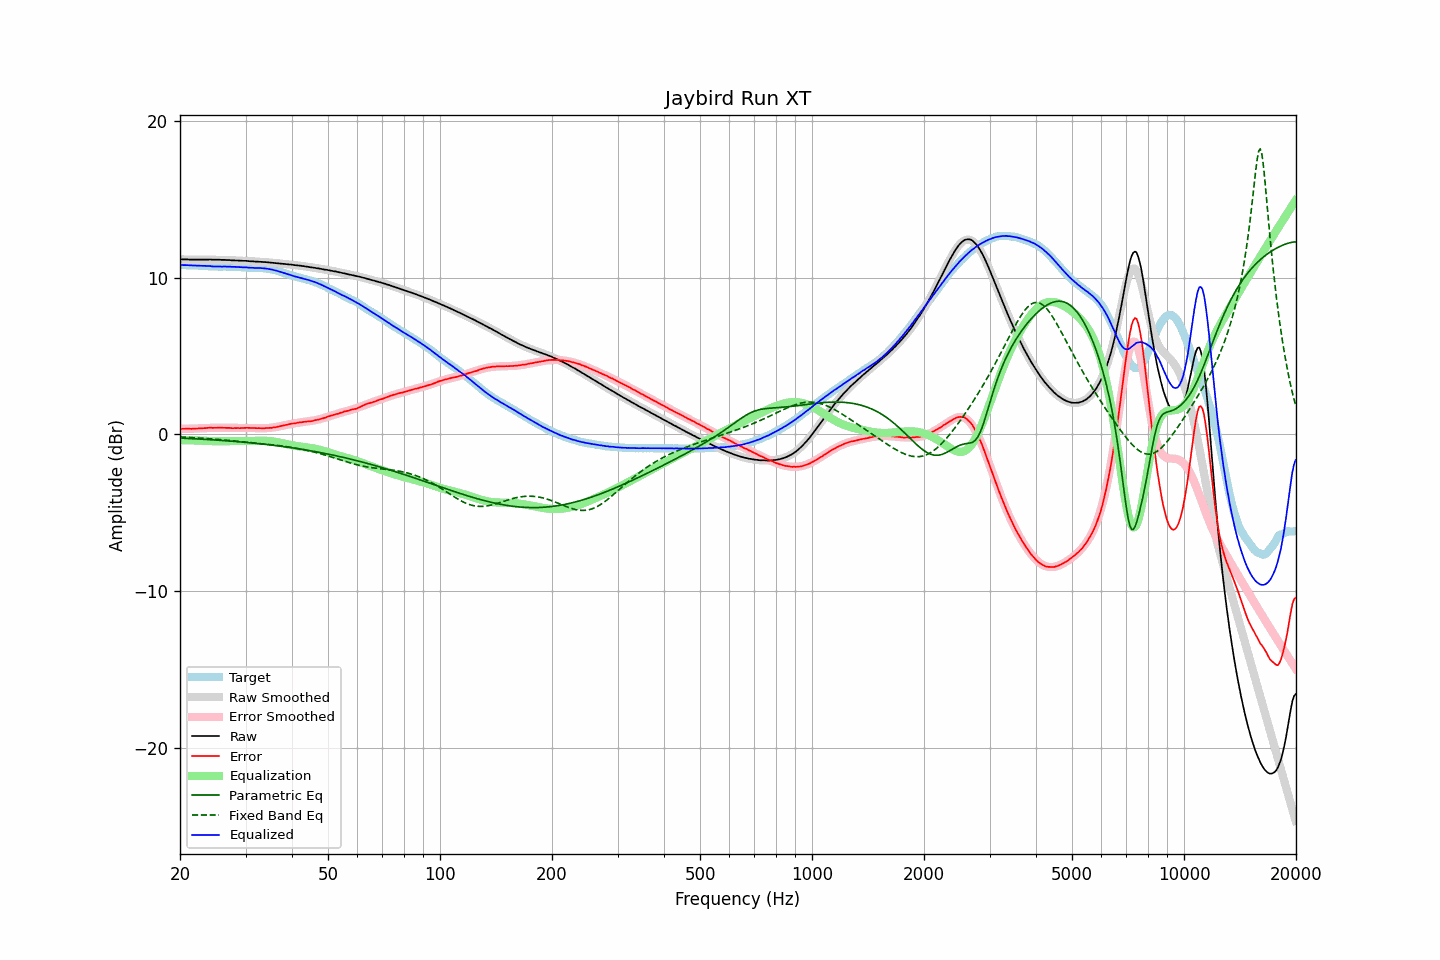 Jaybird Run XT
Amplitude (dBr)
20
10
0
−10
−20
Target
Raw Smoothed
Error Smoothed
Raw
Error
Equalization
Parametric Eq
Fixed Band Eq
Equalized
20 50 100 200 500 1000 2000 5000 10000 20000
Frequency (Hz)